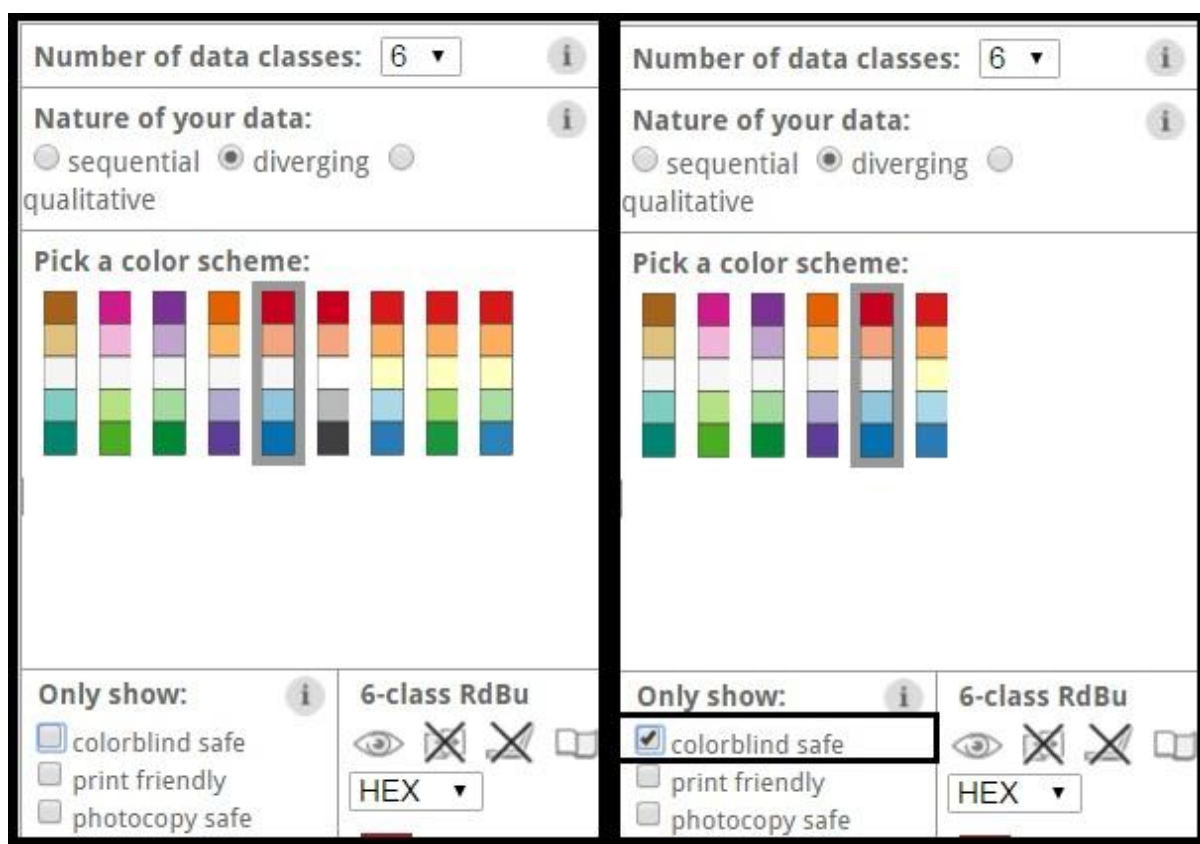 Number of data classes: 6
i
Nature of your data:
i
sequential diverging
qualitative
Pick a color scheme:
Only show:
i
colorblind safe
print friendly
photocopy safe
6-class RdBu
HEX
Number of data classes: 6
i
Nature of your data:
i
sequential diverging
qualitative
Pick a color scheme:
Only show:
i
colorblind safe
print friendly
photocopy safe
6-class RdBu
HEX